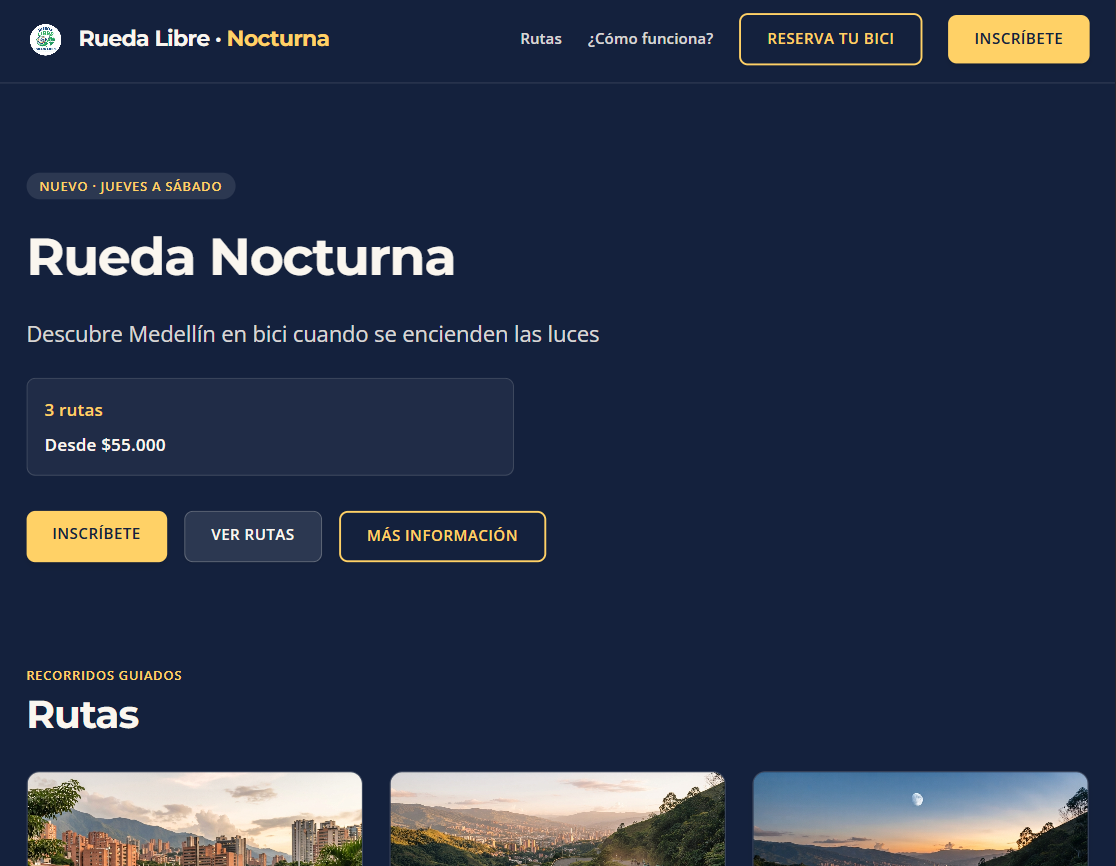 Rueda Libre · Nocturna
Rutas
¿Cómo funciona?
RESERVA TU BICI
INSCRÍBETE
NUEVO · JUEVES A SÁBADO
Rueda Nocturna
Descubre Medellín en bici cuando se encienden las luces
3 rutas
Desde $55.000
INSCRÍBETE
VER RUTAS
MÁS INFORMACIÓN
RECORRIDOS GUIADOS
Rutas